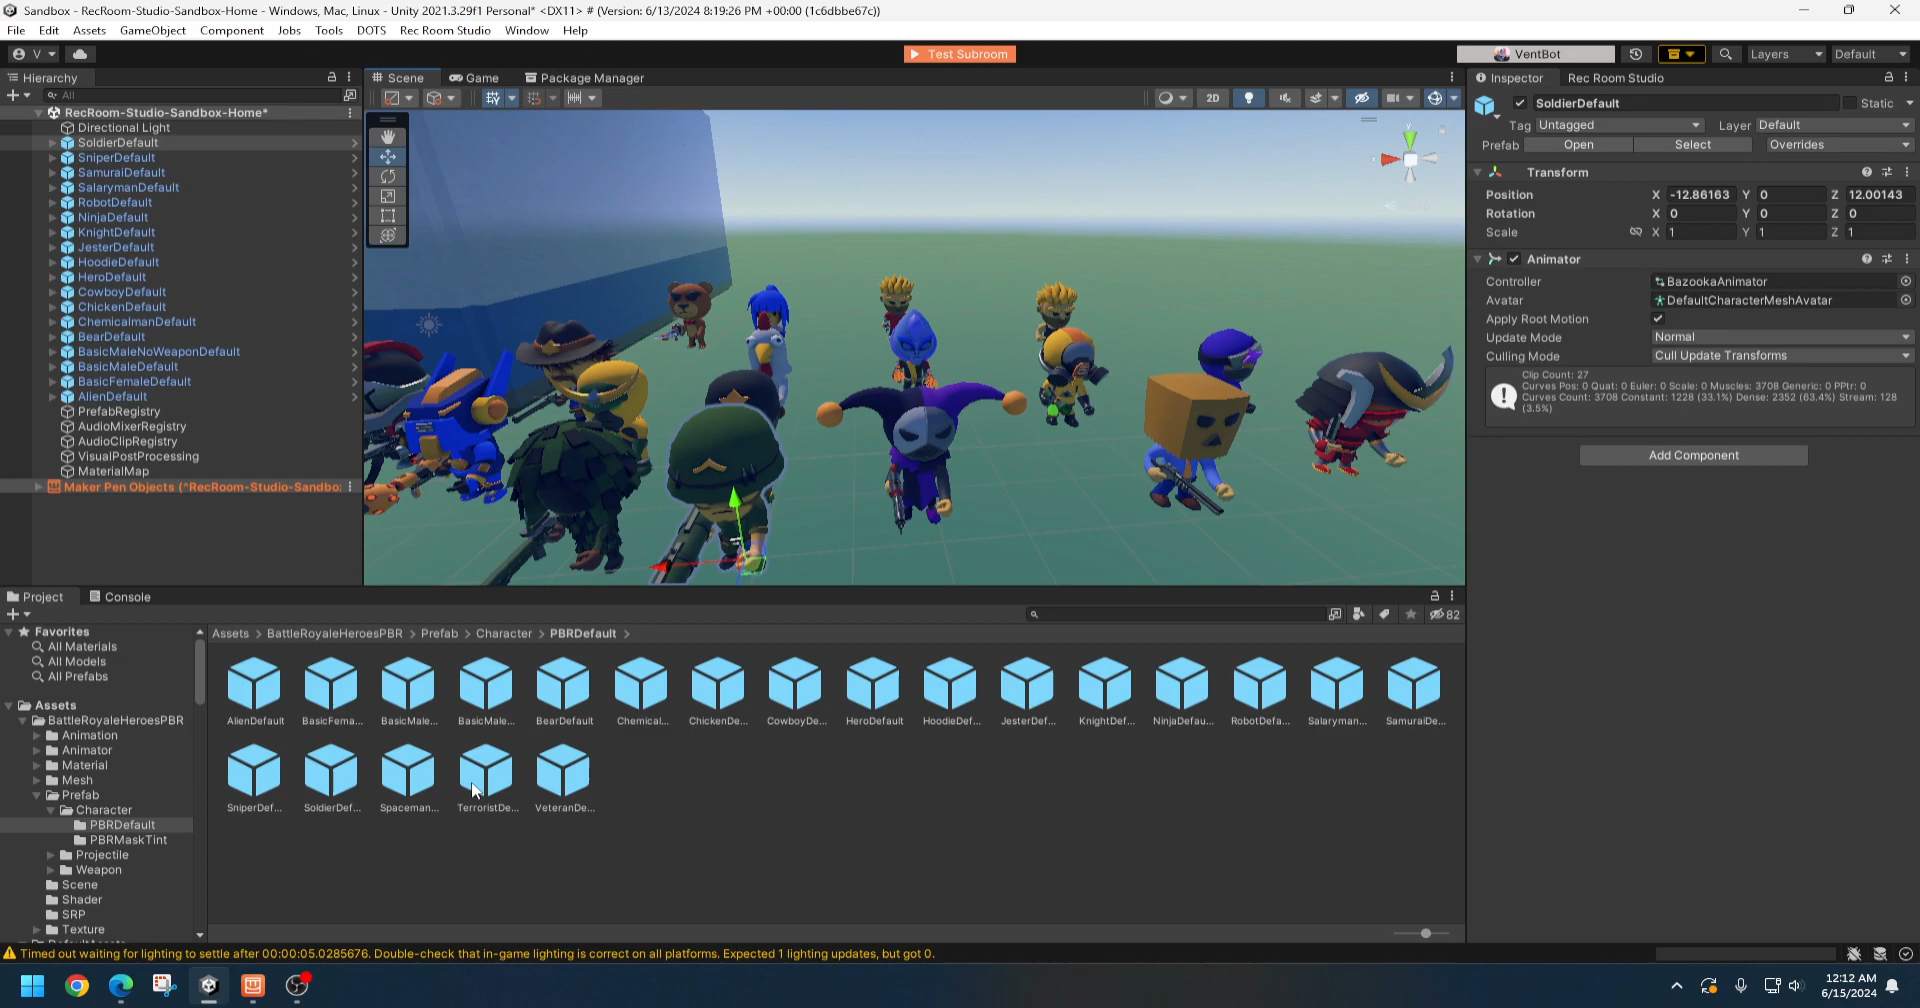 Sandbox - RecRoom-Studio-Sandbox-Home - Windows, Mac, Linux - Unity 2021.3.29f1 Personal* <DX11> # (Version: 6/13/2024 8:19:26 PM +00:00 (1c6dbbe67c))
File Edit Assets GameObject Component Jobs Tools DOTS Rec Room Studio Window Help
V Test Subroom VentBot Layers Default
Hierarchy
All
RecRoom-Studio-Sandbox-Home*
Directional Light
SoldierDefault
SniperDefault
SamuraiDefault
SalarymanDefault
RobotDefault
NinjaDefault
KnightDefault
JesterDefault
HoodieDefault
HeroDefault
CowboyDefault
ChickenDefault
ChemicalmanDefault
BearDefault
BasicMaleNoWeaponDefault
BasicMaleDefault
BasicFemaleDefault
AlienDefault
PrefabRegistry
AudioMixerRegistry
AudioClipRegistry
VisualPostProcessing
MaterialMap
Maker Pen Objects (^RecRoom-Studio-Sandbo
Scene Game Package Manager
2D
Inspector Rec Room Studio
SoldierDefault Static
Tag Untagged Layer Default
Prefab Open Select Overrides
Transform
Position X -12.86163 Y 0 Z 12.00143
Rotation X 0 Y 0 Z 0
Scale X 1 Y 1 Z 1
Animator
Controller BazookaAnimator
Avatar DefaultCharacterMeshAvatar
Apply Root Motion
Update Mode Normal
Culling Mode Cull Update Transforms
Clip Count: 27
Curves Pos: 0 Quat: 0 Euler: 0 Scale: 0 Muscles: 3708 Generic: 0 PPtr: 0
Curves Count: 3708 Constant: 1228 (33.1%) Dense: 2352 (63.4%) Stream: 128
(3.5%)
Add Component
Project Console
82
Favorites
All Materials
All Models
All Prefabs
Assets
BattleRoyaleHeroesPBR
Animation
Animator
Material
Mesh
Prefab
Character
PBRDefault
PBRMaskTint
Projectile
Weapon
Scene
Shader
SRP
Texture
Assets > BattleRoyaleHeroesPBR > Prefab > Character > PBRDefault >
AlienDefault BasicFema... BasicMale... BasicMale... BearDefault Chemical... ChickenDe... CowboyDe... HeroDefault HoodieDef... JesterDef... KnightDef... NinjaDefau... RobotDefa... Salaryman... SamuraiDe...
SniperDef... SoldierDef... Spaceman... TerroristDe... VeteranDe...
Timed out waiting for lighting to settle after 00:00:05.0285676. Double-check that in-game lighting is correct on all platforms. Expected 1 lighting updates, but got 0.
12:12 AM
6/15/2024